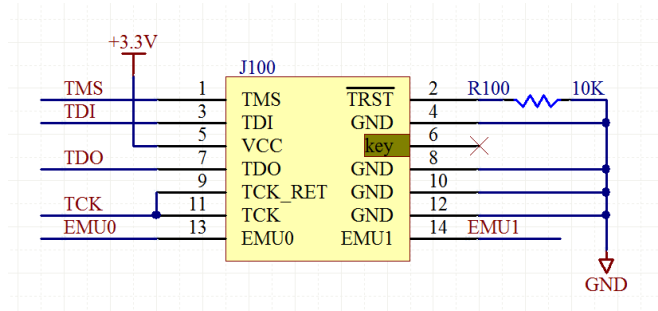 +3.3V
J100
TMS 1 TMS TRST 2 R100 10K
TDI 3 TDI GND 4
5 VCC key 6
TDO 7 TDO GND 8
9 TCK_RET GND 10
TCK 11 TCK GND 12
EMU0 13 EMU0 EMU1 14 EMU1
GND